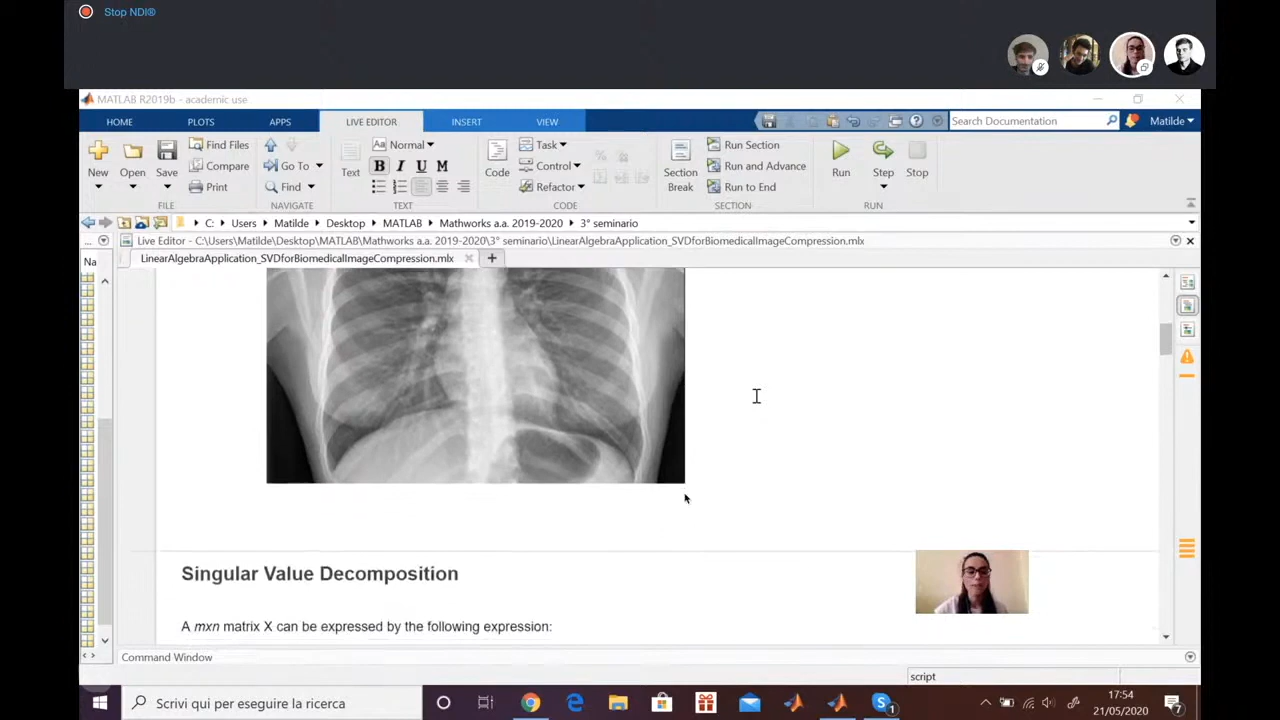 Stop NDI®
MATLAB R2019b - academic use
HOME PLOTS APPS LIVE EDITOR INSERT VIEW Search Documentation Matilde
New Open Save Find Files Compare Print
FILE
Go To Find
NAVIGATE
Text Normal B I U M
TEXT
Code Task Control Refactor
CODE
Section Break Run Section Run and Advance Run to End
SECTION
Run Step Stop
RUN
C: Users Matilde Desktop MATLAB Mathworks a.a. 2019-2020 3° seminario
Live Editor - C:\Users\Matilde\Desktop\MATLAB\Mathworks a.a. 2019-2020\3° seminario\LinearAlgebraApplication_SVDforBiomedicalImageCompression.mlx
... Na
LinearAlgebraApplication_SVDforBiomedicalImageCompression.mlx
Singular Value Decomposition
A mxn matrix X can be expressed by the following expression:
Command Window
script
Scrivi qui per eseguire la ricerca
1
17:54
21/05/2020
7